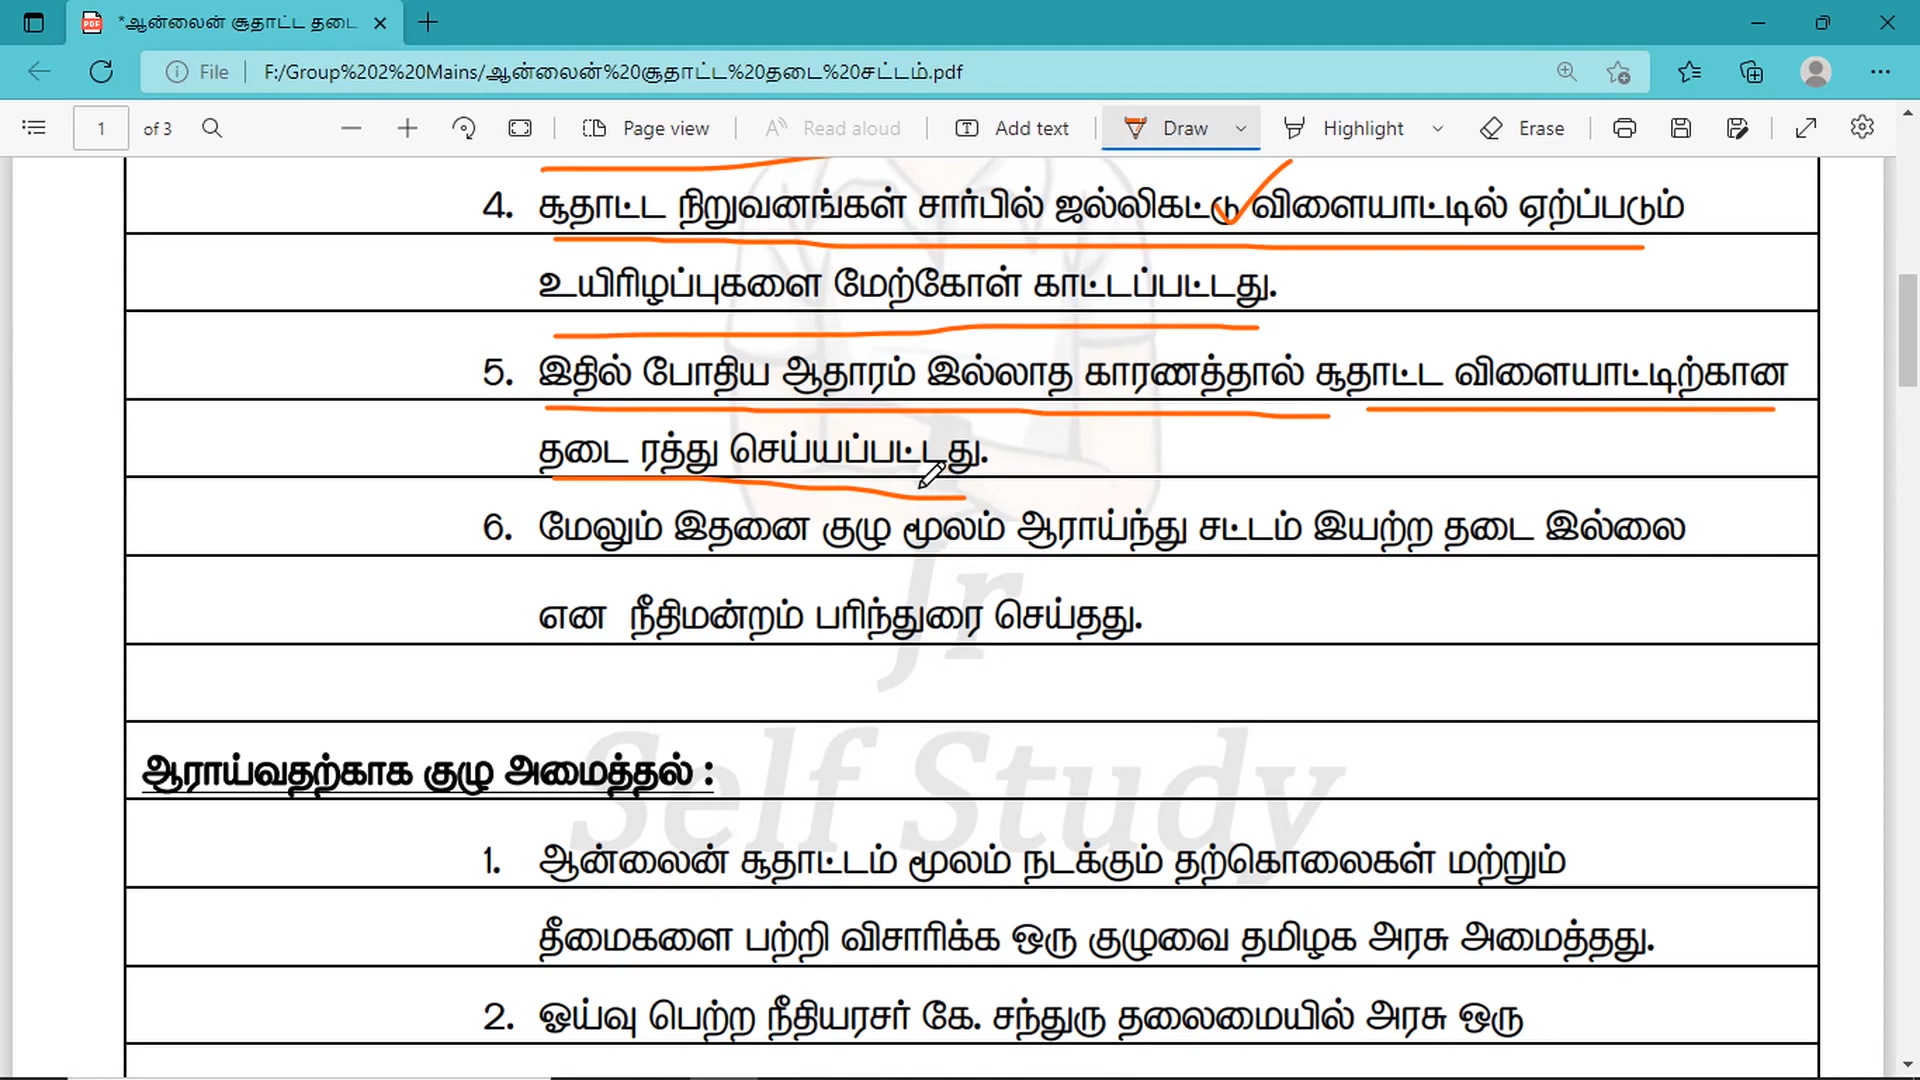 *ஆன்லைன் சூதாட்ட தடை
File F:/Group%202%20Mains/ஆன்லைன்%20சூதாட்ட%20தடை%20சட்டம்.pdf
1 of 3 Page view Read aloud Add text Draw Highlight Erase
4. சூதாட்ட நிறுவனங்கள் சார்பில் ஜல்லிகட்டு விளையாட்டில் ஏற்ப்படும்
உயிரிழப்புகளை மேற்கோள் காட்டப்பட்டது.
5. இதில் போதிய ஆதாரம் இல்லாத காரணத்தால் சூதாட்ட விளையாட்டிற்கான
தடை ரத்து செய்யப்பட்டது.
6. மேலும் இதனை குழு மூலம் ஆராய்ந்து சட்டம் இயற்ற தடை இல்லை
என நீதிமன்றம் பரிந்துரை செய்தது.
Jr
Self Study
ஆராய்வதற்காக குழு அமைத்தல் :
1. ஆன்லைன் சூதாட்டம் மூலம் நடக்கும் தற்கொலைகள் மற்றும்
தீமைகளை பற்றி விசாரிக்க ஒரு குழுவை தமிழக அரசு அமைத்தது.
2. ஓய்வு பெற்ற நீதியரசர் கே. சந்துரு தலைமையில் அரசு ஒரு